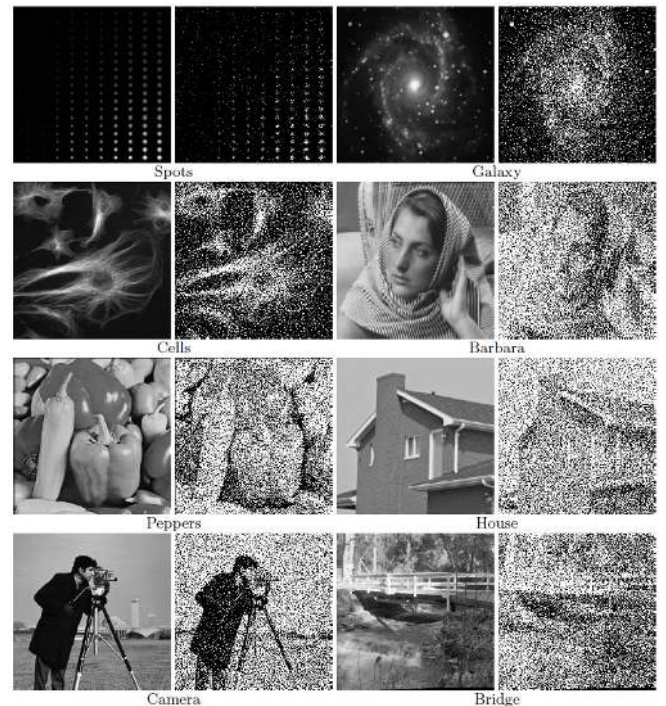 Spots
Galaxy
Cells
Barbara
Peppers
House
Camera
Bridge